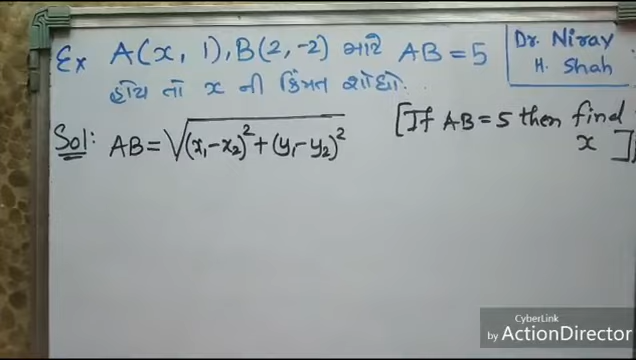 Ex A(x, 1), B(2, -2) માટે AB = 5
હોય તો x ની કિંમત શોધો.
Dr. Nirav
H. Shah
[If AB = 5 then find
x]
Sol: AB = √(x₁-x₂)²+(y₁-y₂)²
CyberLink
by ActionDirector